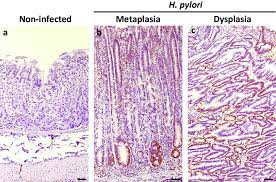 H. pylori
Non-infected
Metaplasia
Dysplasia
a
b
c